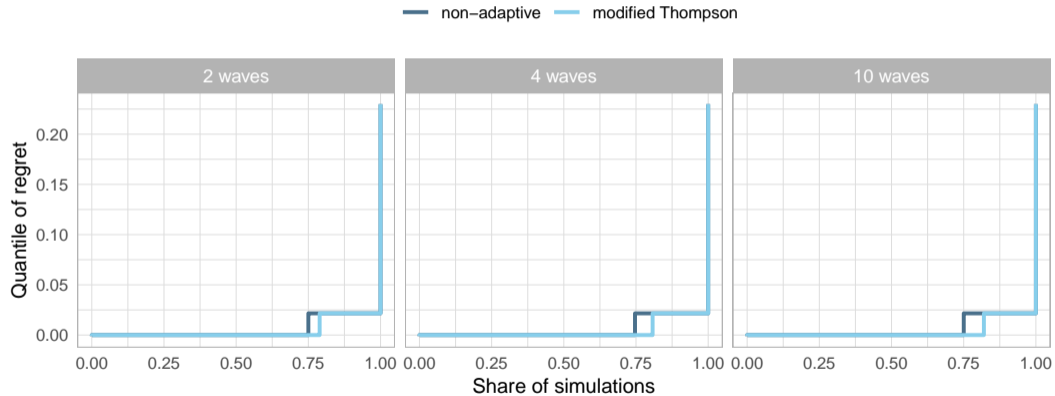 non−adaptive modified Thompson
2 waves 4 waves 10 waves
Quantile of regret
0.20
0.15
0.10
0.05
0.00
0.00 0.25 0.50 0.75 1.00 0.00 0.25 0.50 0.75 1.00 0.00 0.25 0.50 0.75 1.00
Share of simulations